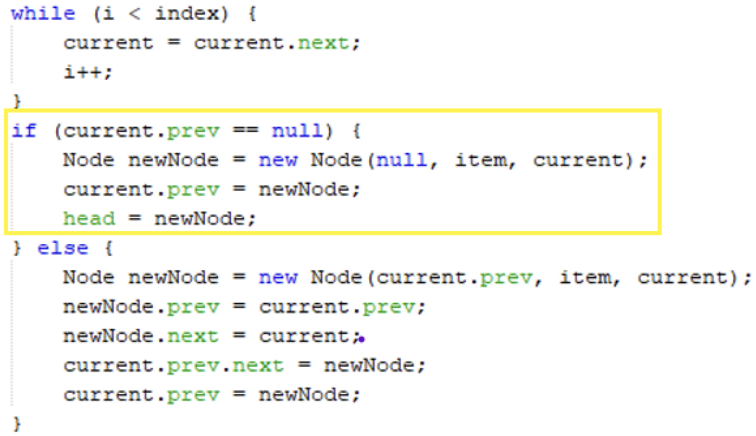 while (i < index) {
    current = current.next;
    i++;
}
if (current.prev == null) {
    Node newNode = new Node(null, item, current);
    current.prev = newNode;
    head = newNode;
} else {
    Node newNode = new Node(current.prev, item, current);
    newNode.prev = current.prev;
    newNode.next = current;
    current.prev.next = newNode;
    current.prev = newNode;
}